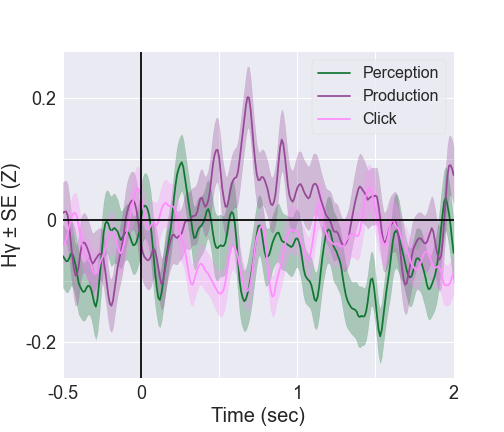 Perception
Production
Click
0.2
0
-0.2
Hγ ± SE (Z)
-0.5
0
1
2
Time (sec)